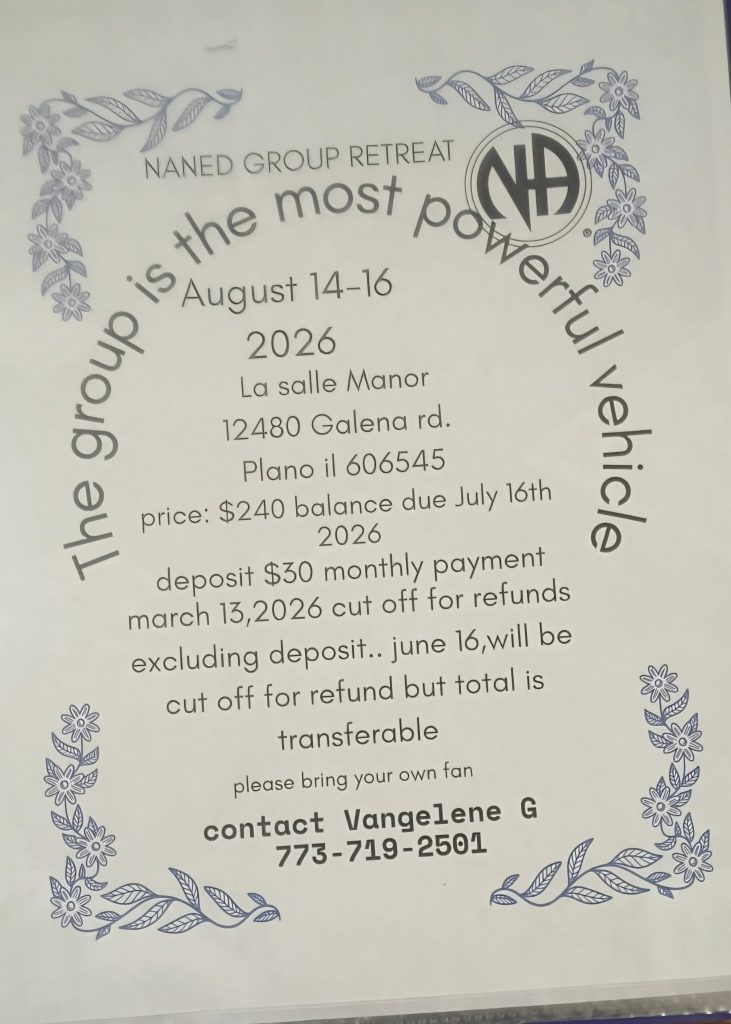 NANED GROUP RETREAT
NA
®
The group is the most powerful vehicle
August 14-16
2026
La salle Manor
12480 Galena rd.
Plano il 606545
price: $240 balance due July 16th
2026
deposit $30 monthly payment
march 13,2026 cut off for refunds
excluding deposit.. june 16,will be
cut off for refund but total is
transferable
please bring your own fan
contact Vangelene G
773-719-2501